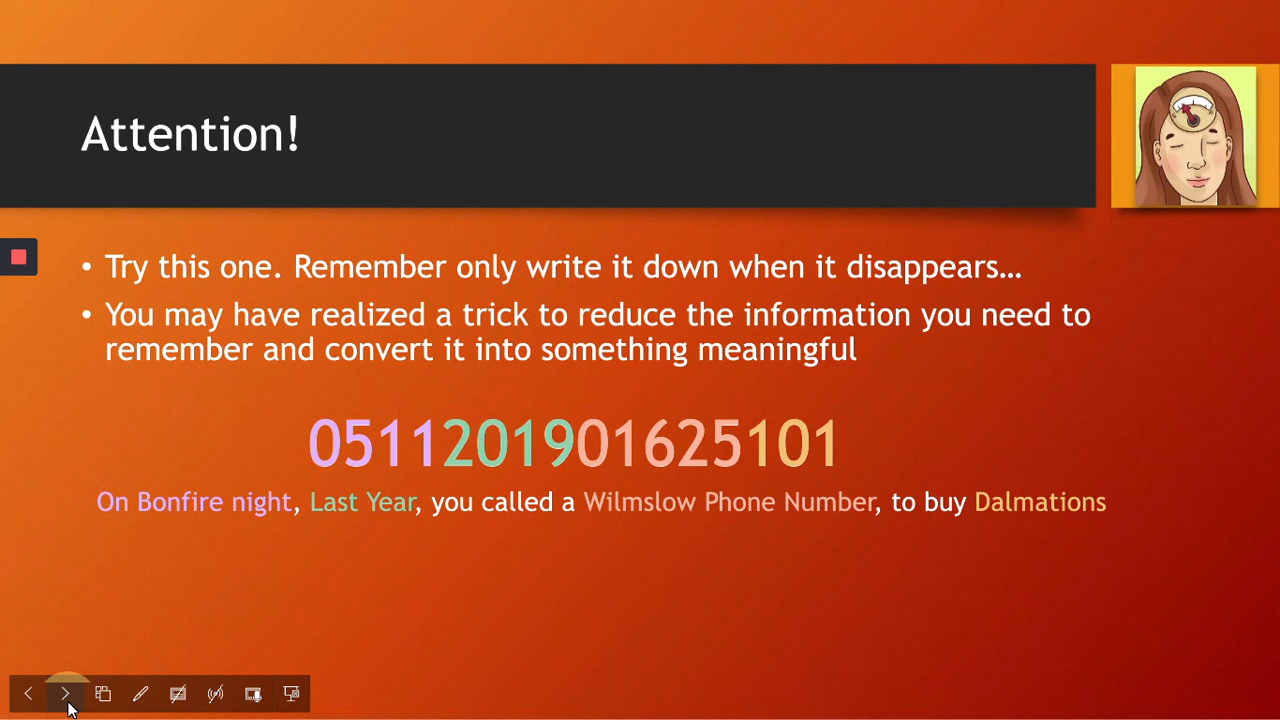 Attention!
• Try this one. Remember only write it down when it disappears…
• You may have realized a trick to reduce the information you need to
remember and convert it into something meaningful
0511201901625101
On Bonfire night, Last Year, you called a Wilmslow Phone Number, to buy Dalmations